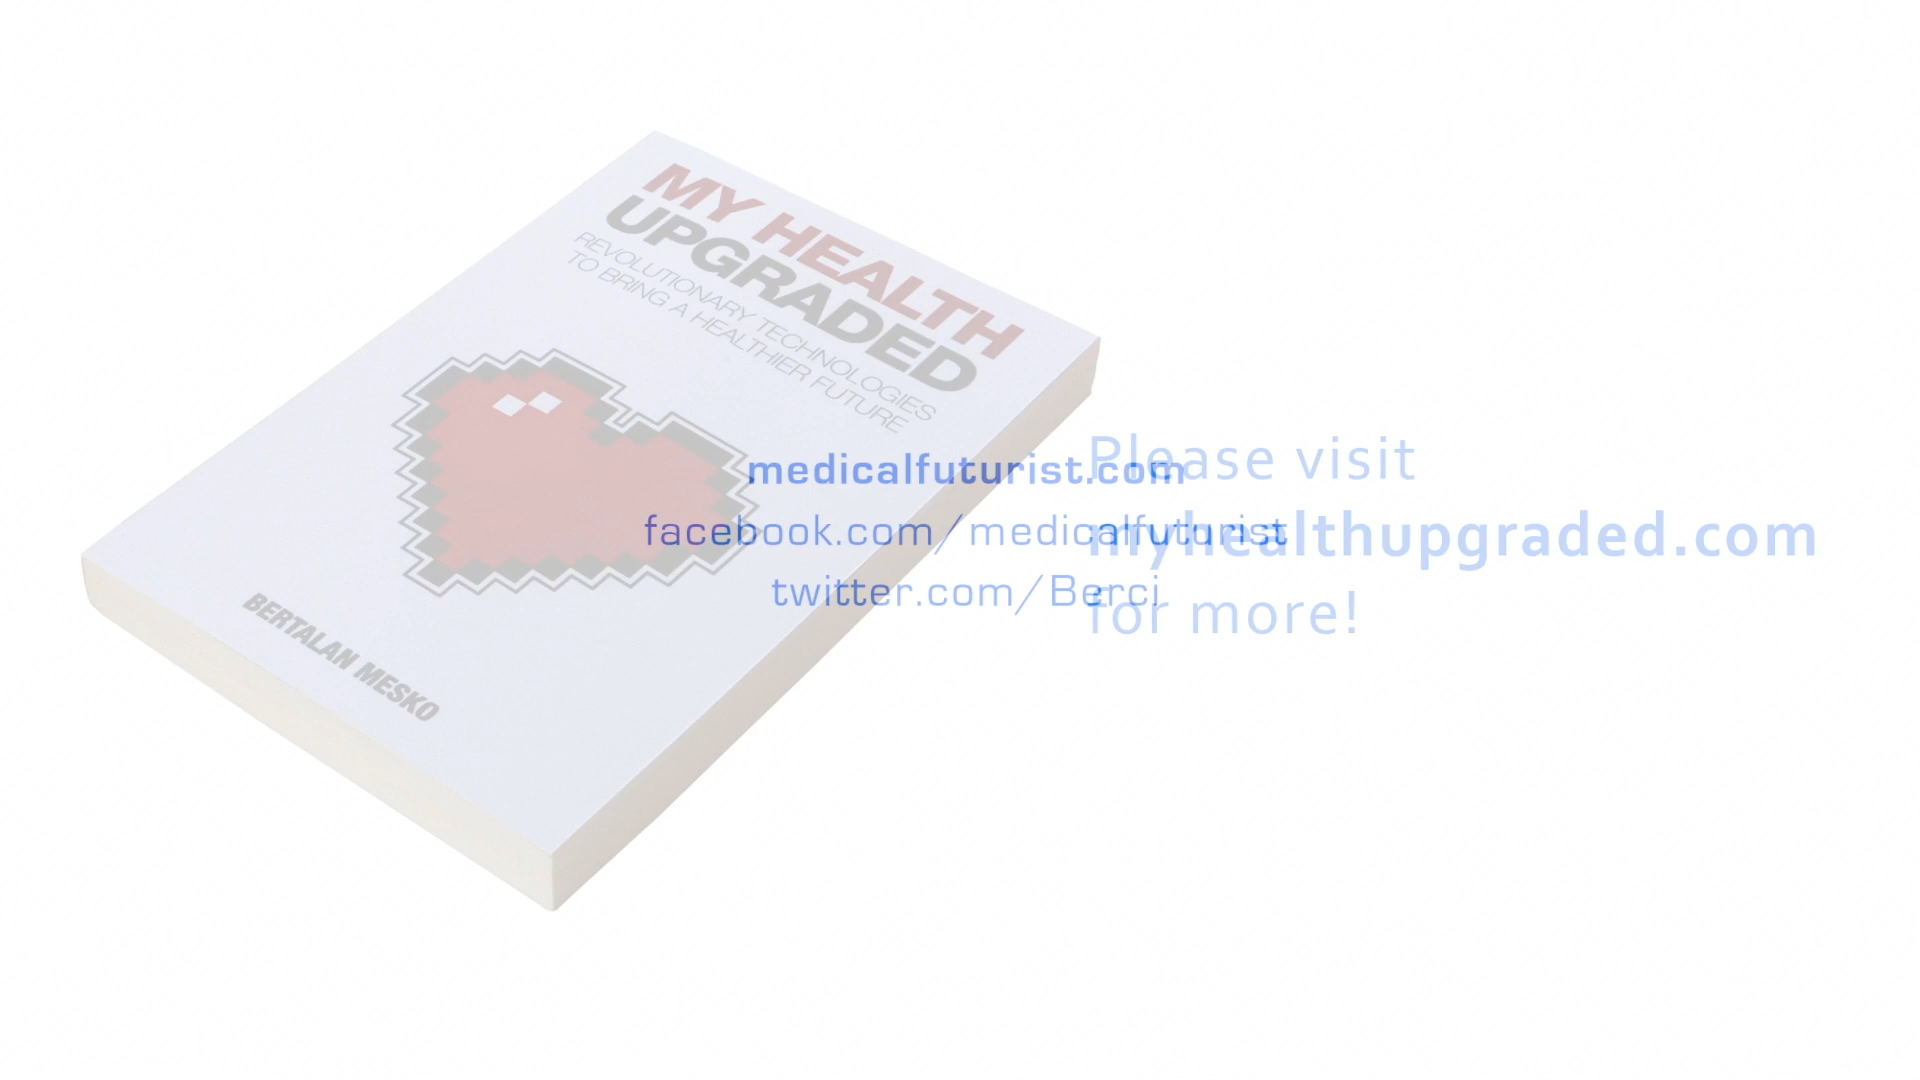 MY HEALTH
UPGRADED
REVOLUTIONARY TECHNOLOGIES
TO BRING A HEALTHIER FUTURE
BERTALAN MESKO
medicalfuturist.com
facebook.com/medicalfuturist
twitter.com/Berci
Please visit
myhealthupgraded.com
for more!